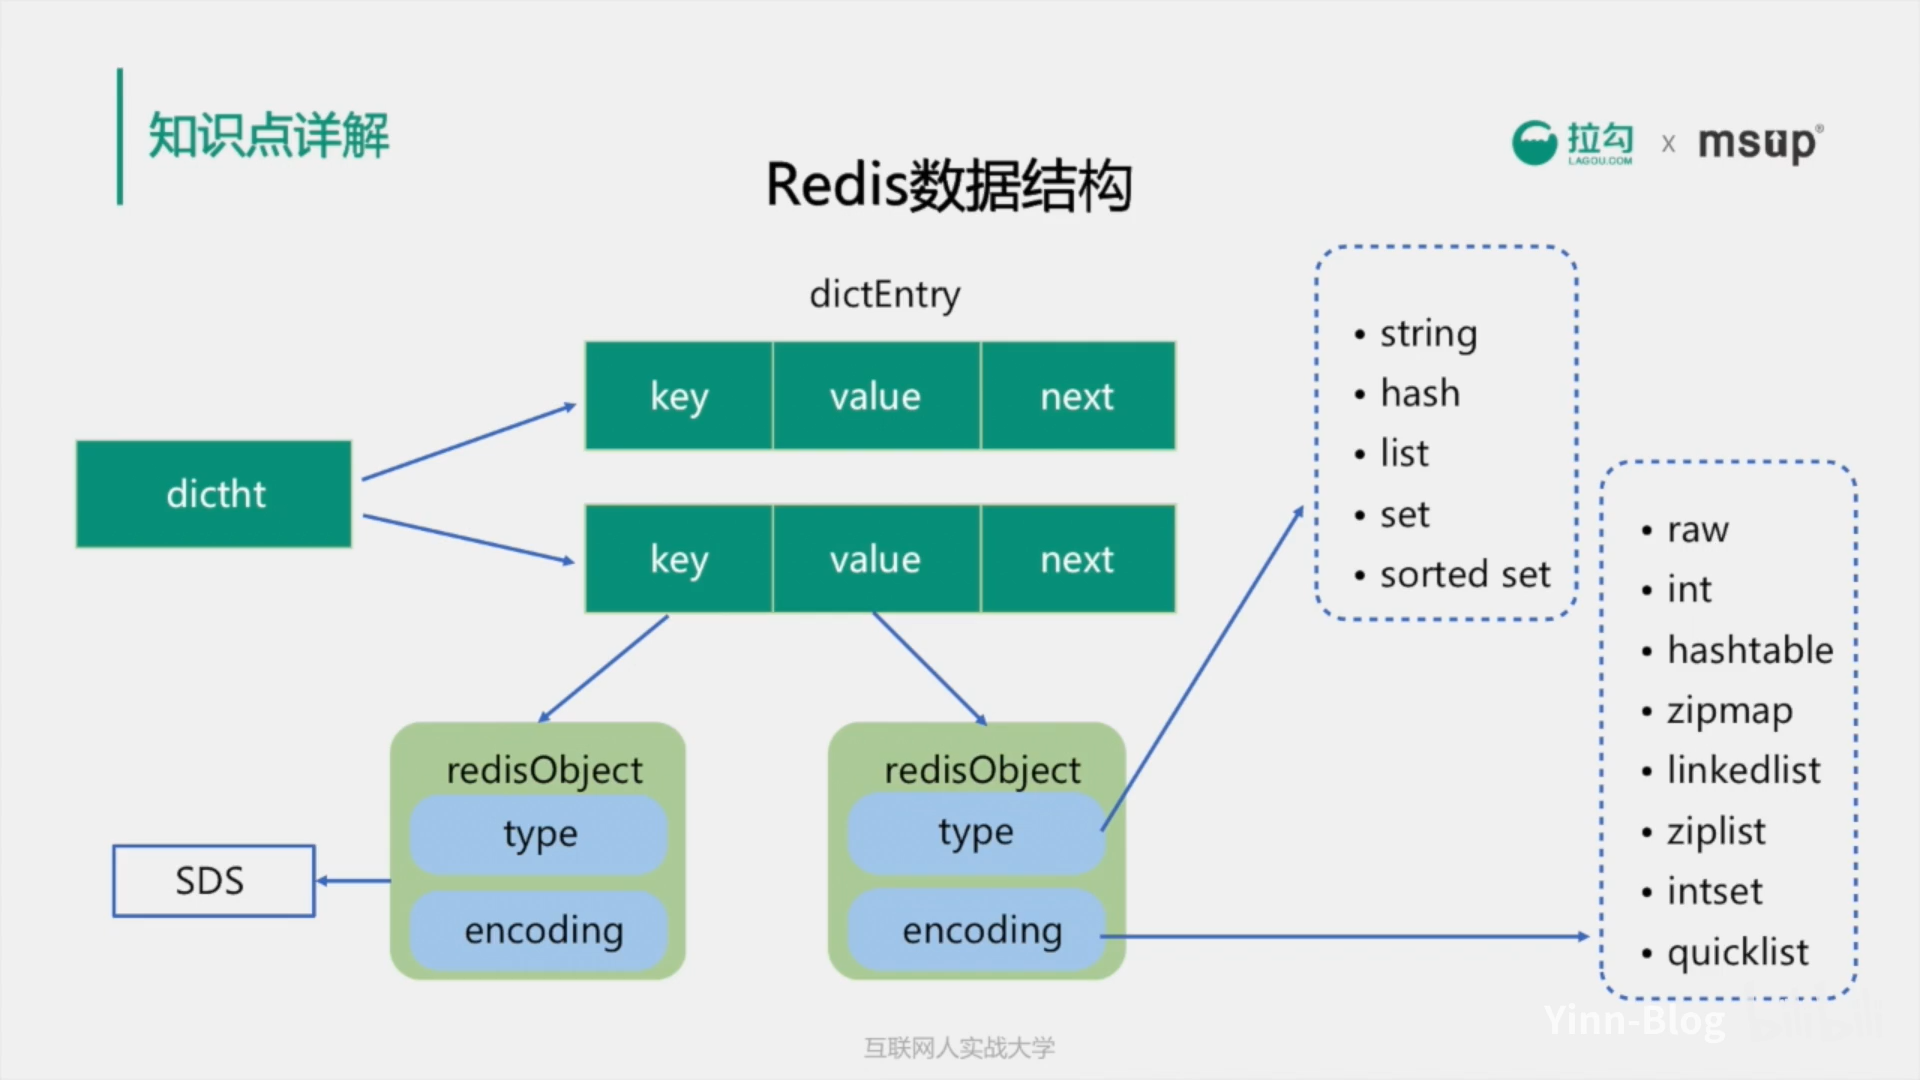 知识点详解
拉勾
LAGOU.COM
x
msup®
Redis数据结构
dictEntry
key value next
dictht
key value next
redisObject
type
encoding
SDS
redisObject
type
encoding
• string
• hash
• list
• set
• sorted set
• raw
• int
• hashtable
• zipmap
• linkedlist
• ziplist
• intset
• quicklist
Yinn-Blog
bilibili
互联网人实战大学